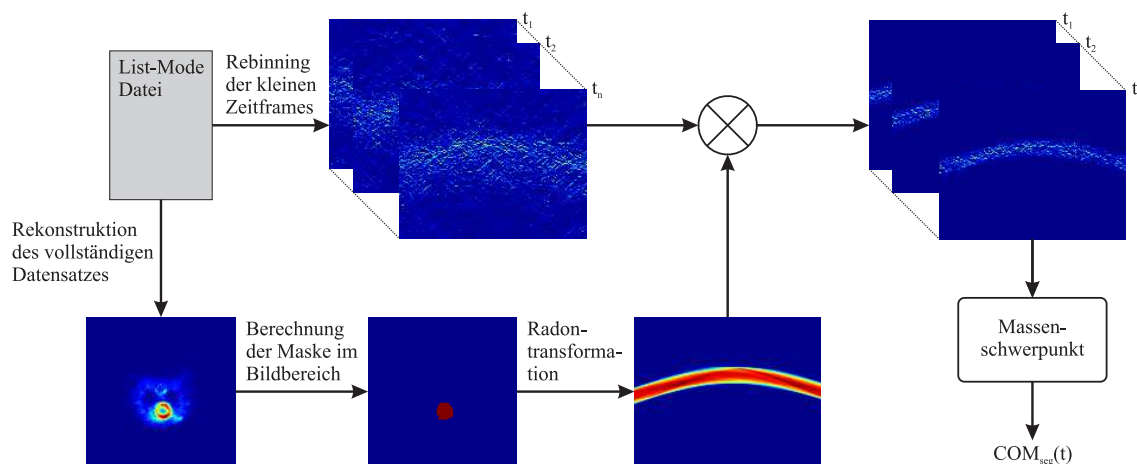 List-Mode
Datei
Rebinning
der kleinen
Zeitframes
t1
t2
tn
t1
t2
t
Rekonstruktion
des vollständigen
Datensatzes
Berechnung
der Maske im
Bildbereich
Radon-
transforma-
tion
Massen-
schwerpunkt
COMseg(t)